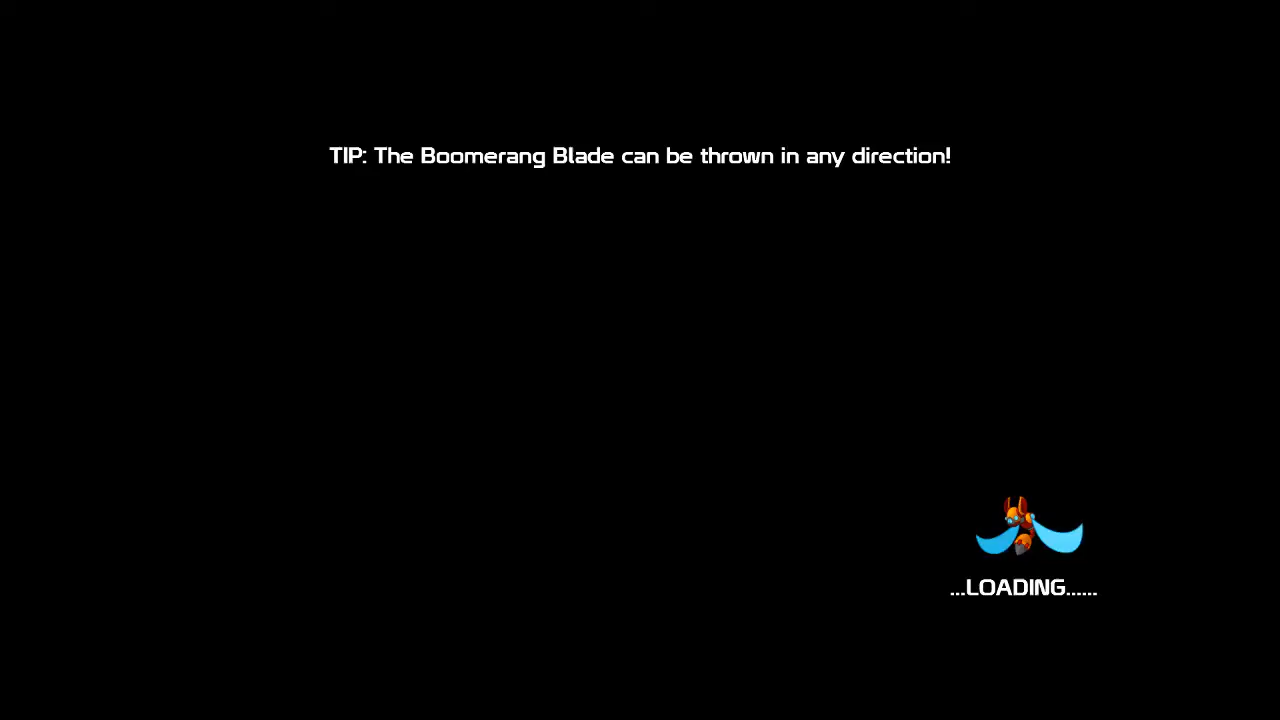 TIP: The Boomerang Blade can be thrown in any direction!
...LOADING......